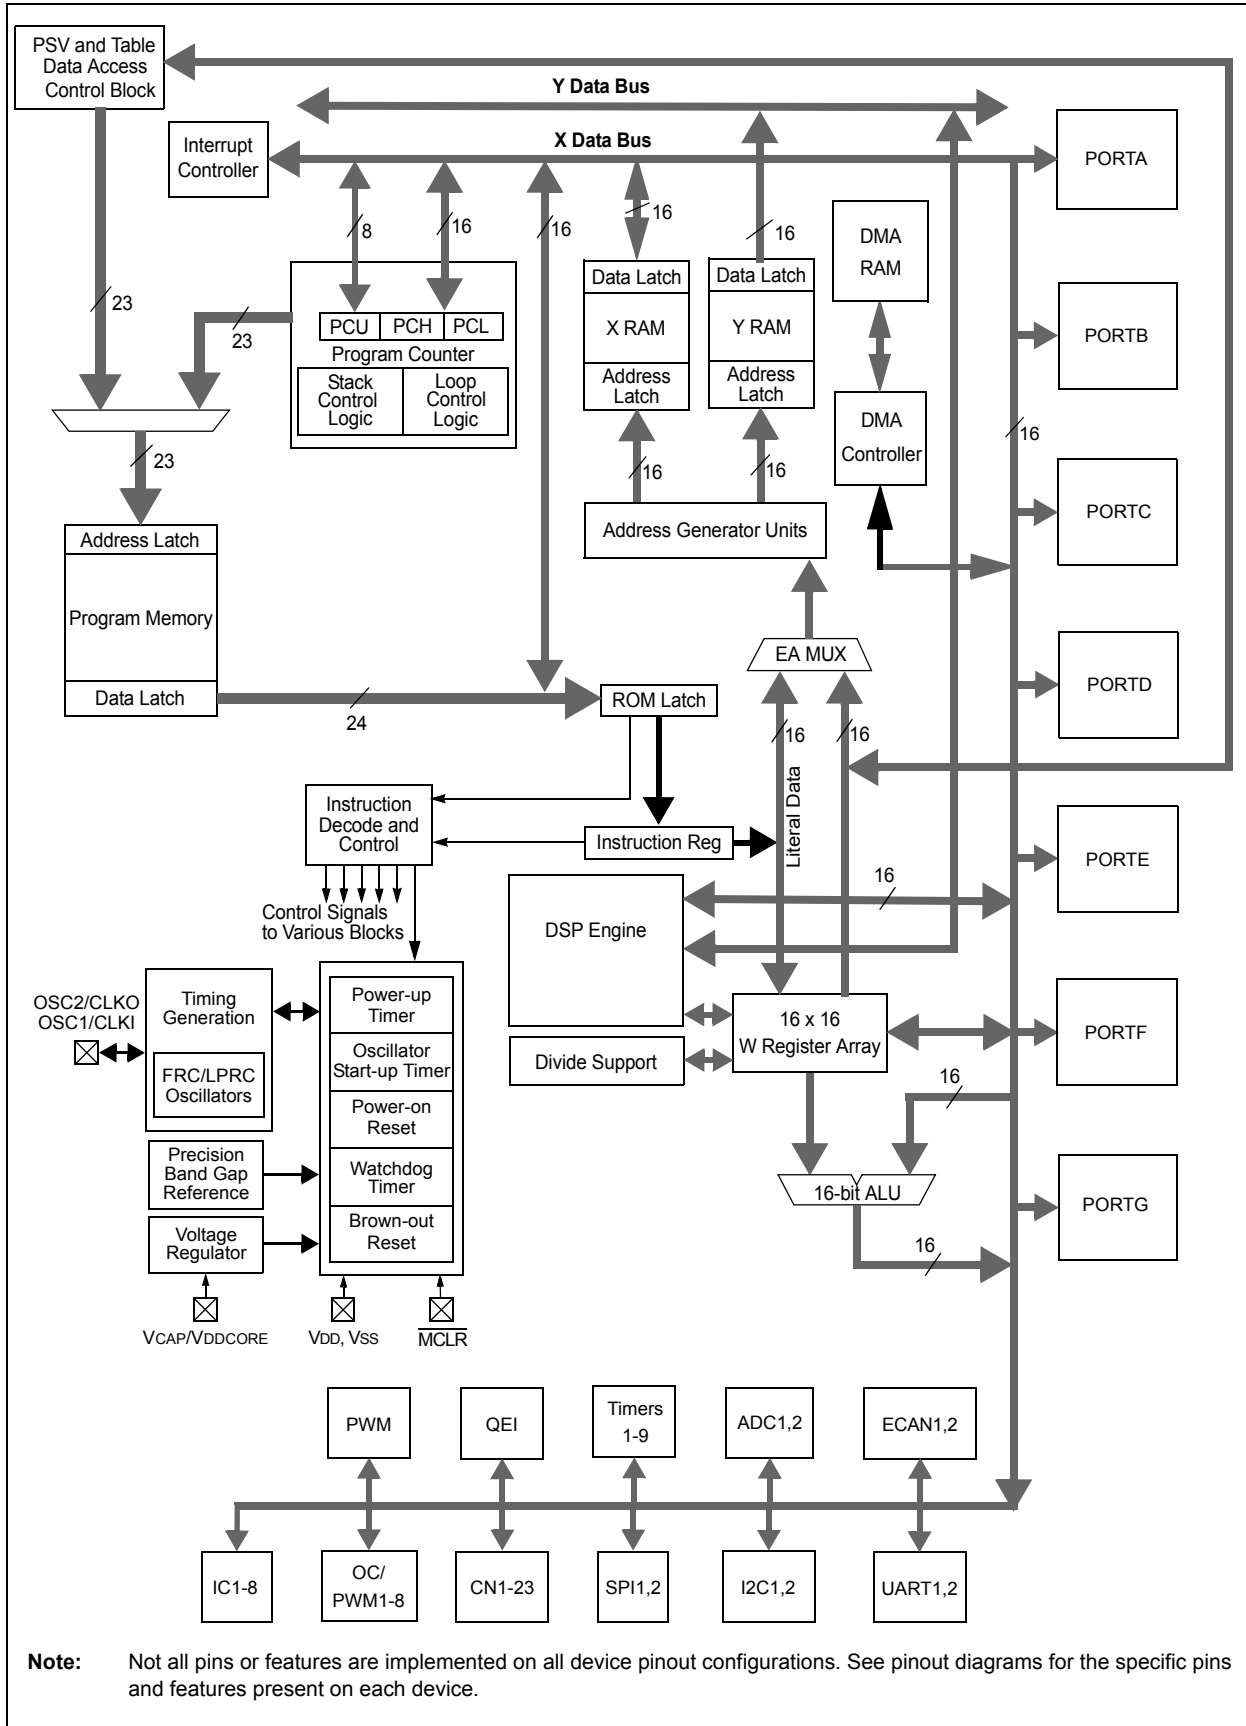 PSV and Table
Data Access
Control Block
Y Data Bus
Interrupt
Controller
X Data Bus
PORTA
8
16
16
16
16
DMA
RAM
23
23
Data Latch
Data Latch
PCU
PCH
PCL
X RAM
Y RAM
PORTB
Program Counter
Stack
Control
Logic
Loop
Control
Logic
Address
Latch
Address
Latch
DMA
Controller
16
23
16
16
PORTC
Address Latch
Address Generator Units
Program Memory
EA MUX
PORTD
Data Latch
24
ROM Latch
16
16
Literal Data
Instruction
Decode and
Control
Instruction Reg
PORTE
Control Signals
to Various Blocks
DSP Engine
16
OSC2/CLKO
OSC1/CLKI
Timing
Generation
Power-up
Timer
16 x 16
W Register Array
PORTF
FRC/LPRC
Oscillators
Oscillator
Start-up Timer
Divide Support
16
Power-on
Reset
Precision
Band Gap
Reference
Watchdog
Timer
16-bit ALU
PORTG
Voltage
Regulator
Brown-out
Reset
16
VCAP/VDDCORE
VDD, VSS
MCLR
PWM
QEI
Timers
1-9
ADC1,2
ECAN1,2
IC1-8
OC/
PWM1-8
CN1-23
SPI1,2
I2C1,2
UART1,2
Note: Not all pins or features are implemented on all device pinout configurations. See pinout diagrams for the specific pins
and features present on each device.